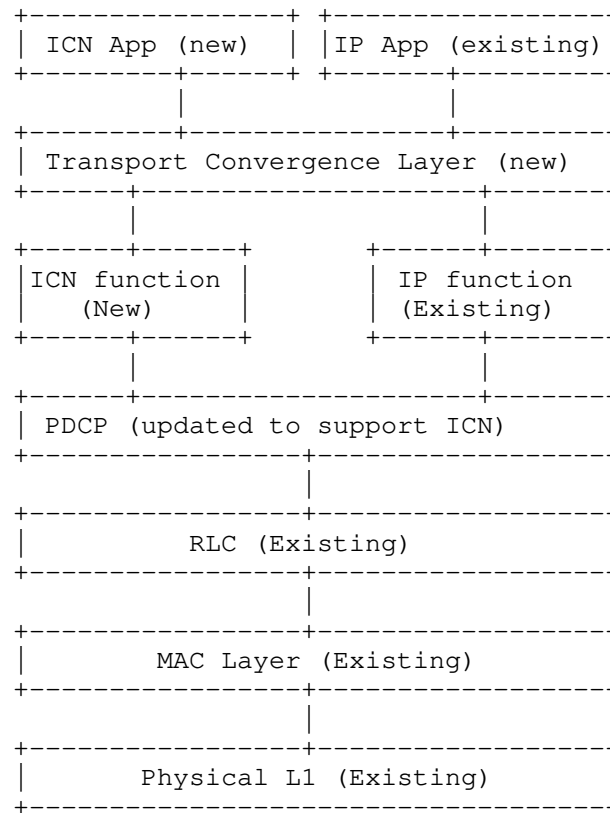 ICN App (new) IP App (existing)
Transport Convergence Layer (new)
ICN function IP function
(New) (Existing)
PDCP (updated to support ICN)
RLC (Existing)
MAC Layer (Existing)
Physical L1 (Existing)